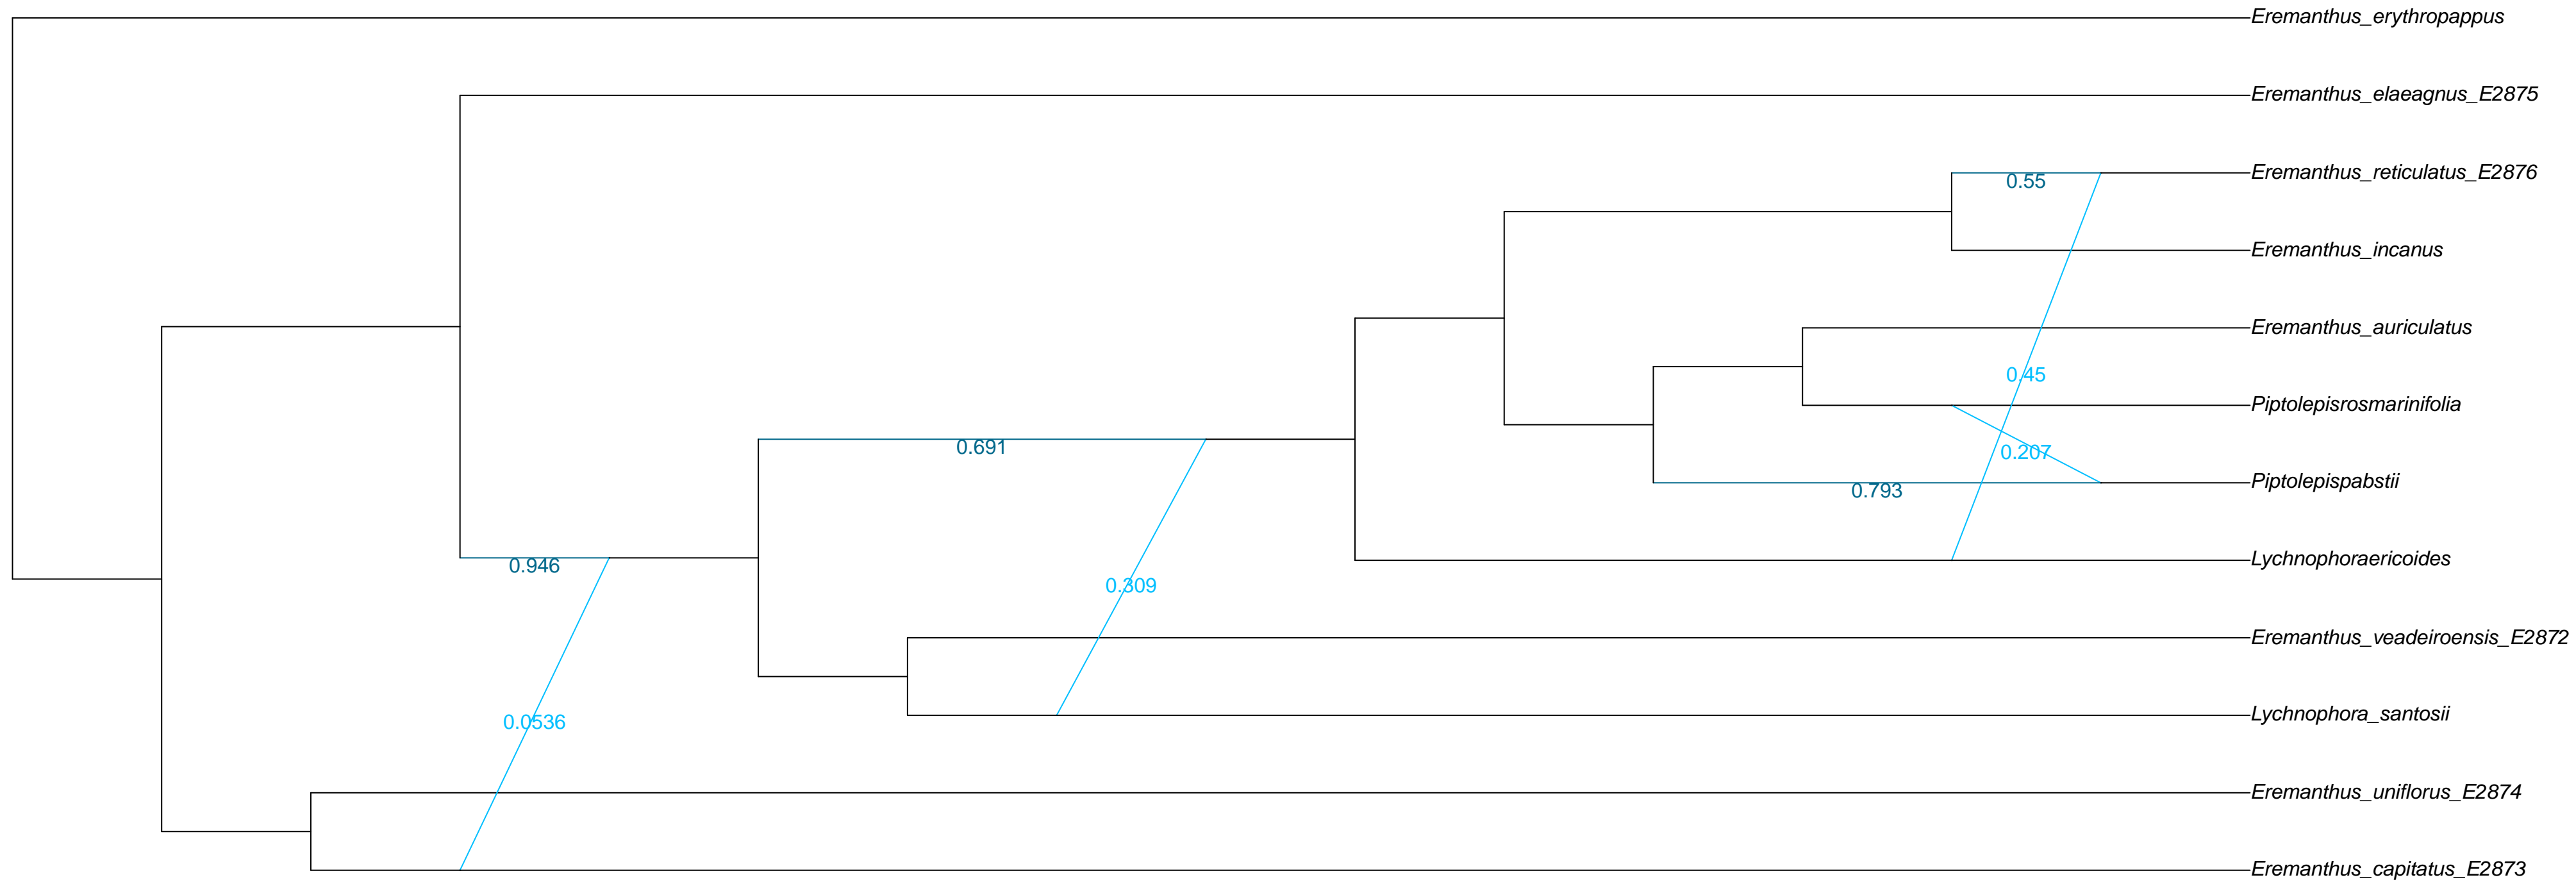 Eremanthus_erythropappus
Eremanthus_elaeagnus_E2875
Eremanthus_reticulatus_E2876
0.55
Eremanthus_incanus
Eremanthus_auriculatus
0.45
Piptolepisrosmarinifolia
0.691
0.207
Piptolepispabstii
0.793
Lychnophoraericoides
0.946
0.309
Eremanthus_veadeiroensis_E2872
Lychnophora_santosii
0.0536
Eremanthus_uniflorus_E2874
Eremanthus_capitatus_E2873